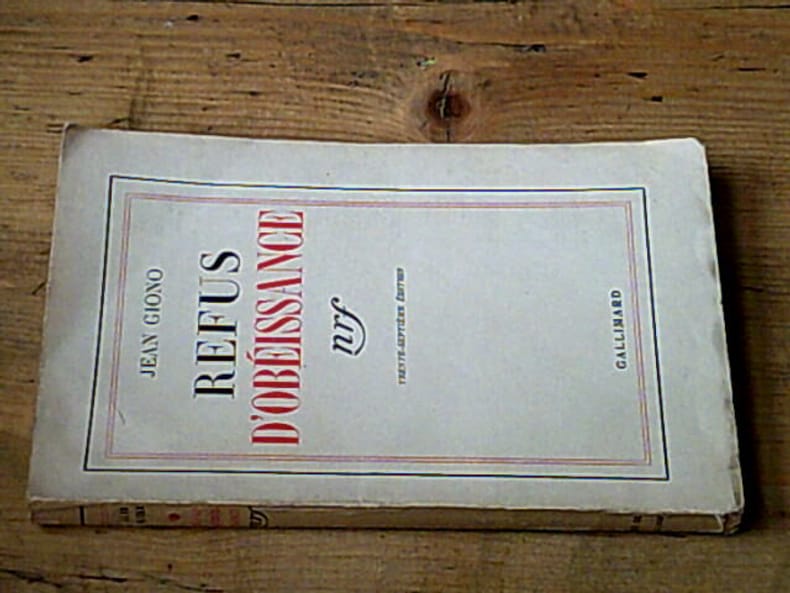 JEAN GIONO
REFUS
D'OBÉISSANCE
nrf
TRENTE-SEPTIÈME ÉDITION
GALLIMARD